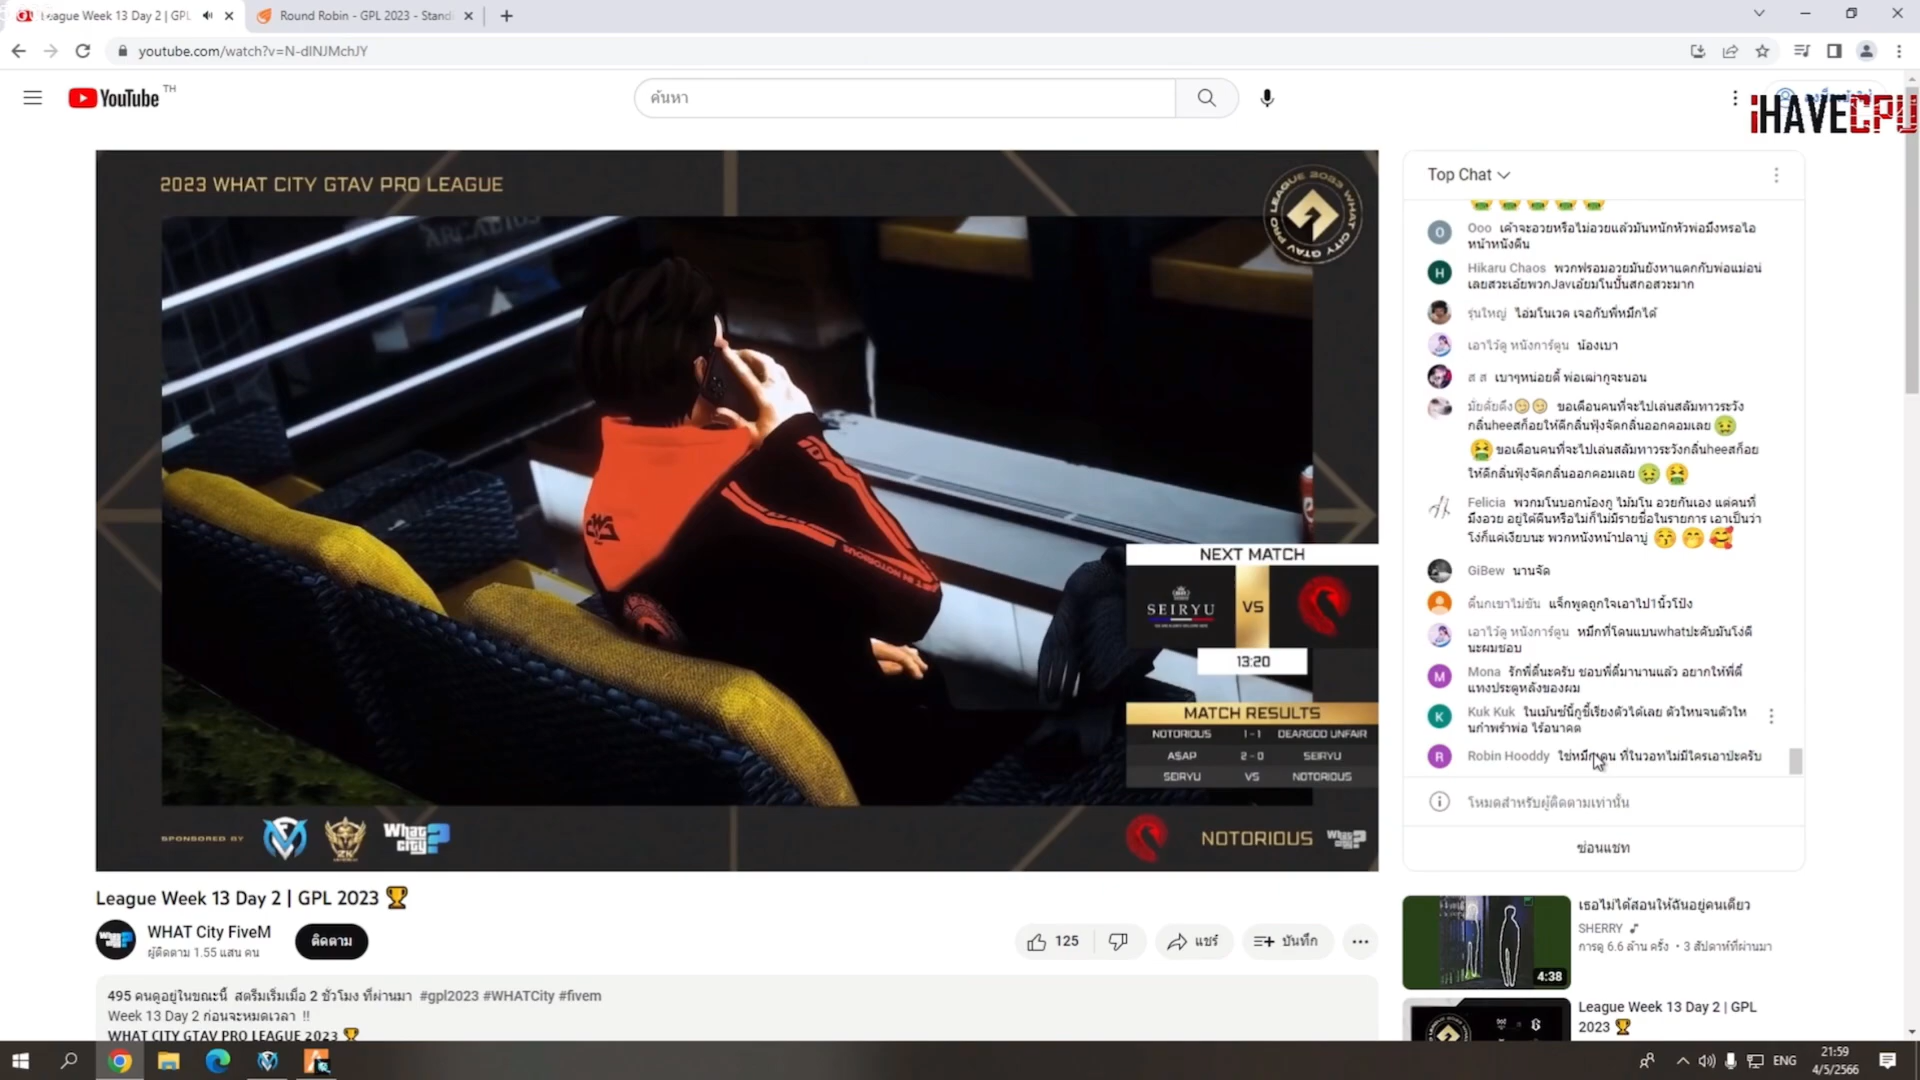 League Week 13 Day 2 | GPL
Round Robin - GPL 2023 - Standi
youtube.com/watch?v=N-dlNJMchJY
YouTube TH
ค้นหา
iHAVECPU
2023 WHAT CITY GTAV PRO LEAGUE
NEXT MATCH
SEIRYU
VS
13:20
MATCH RESULTS
NOTORIOUS 1-1 DEARGOD UNFAIR
A$AP 2-0 SEIRYU
SEIRYU VS NOTORIOUS
SPONSORED BY
What City?
NOTORIOUS
Top Chat
Ooo เค้าจะอวยหรือไม่อวยแล้วมันหนักหัวพ่อมึงหรอไอ
หน้าหนังตีน
Hikaru Chaos พวกฟรอมอวยมันยังหาแดกกับพ่อแม่อน่
เลยสวะเอ้ยพวกJavเอ้ยมโนปั้นสกอสวะมาก
รุ่นใหญ่ ไอ่มโนเวด เจอกับพี่หมึกได้
เอาไว้ดู หนังการ์ตูน น้องเบา
ส ส เบาๆหน่อยดิ้ พ่อเฒ่ากูจะนอน
ขอเตือนคนที่จะไปเล่นสลัมทาวระวัง
กลิ่นheeสก็อยให้ดีกลิ่นฟุ้งจัดกลิ่นออกคอมเลย
ขอเตือนคนที่จะไปเล่นสลัมทาวระวังกลิ่นheeสก็อย
ให้ดีกลิ่นฟุ้งจัดกลิ่นออกคอมเลย
Felicia พวกมโนบอกน้องกู ไม้มโน อวยกันเอง แต่คนที่
มึงอวย อยู่ใต้ตีนหรือไม่ก็ไม่มีรายชื่อในรายการ เอาเป็นว่า
โง่ก็แค่เงียบนะ พวกหนังหน้าปลาบู่
GiBew นานจัด
ตื่นกเขาไม่ขัน แจ็กพูดถูกใจเอาไป1นิ้วโป้ง
เอาไว้ดู หนังการ์ตูน หมึกที่โดนแบนwhatปะคับมันโง่ดี
นะผมชอบ
Mona รักพี่ตี๋นะครับ ชอบพี่ตี๋มานานแล้ว อยากให้พี่ตี๋
แทงประตูหลังของผม
Kuk Kuk ในเม้นช์นี้กูชี้เรียงตัวได้เลย ตัวไหนจนตัวไห
นกำพร้าพ่อ ไร้อนาคต
Robin Hooddy ใช่หมึก ที่ในวอทไม่มีใครเอาป่ะครับ
โหมดสำหรับผู้ติดตามเท่านั้น
ซ่อนแชท
League Week 13 Day 2 | GPL 2023
WHAT City FiveM
ผู้ติดตาม 1.55 แสน คน
ติดตาม
125
แชร์
บันทึก
495 คนดูอยู่ในขณะนี้ สตรีมเริ่มเมื่อ 2 ชั่วโมง ที่ผ่านมา #gpl2023 #WHATCity #fivem
Week 13 Day 2 ก่อนจะหมดเวลา !!
WHAT CITY GTAV PRO LEAGUE 2023
เธอไม่ได้สอนให้ฉันอยู่คนเดียว
SHERRY
การดู 6.6 ล้าน ครั้ง • 3 สัปดาห์ที่ผ่านมา
4:38
League Week 13 Day 2 | GPL
2023
ENG
21:59
4/5/2566